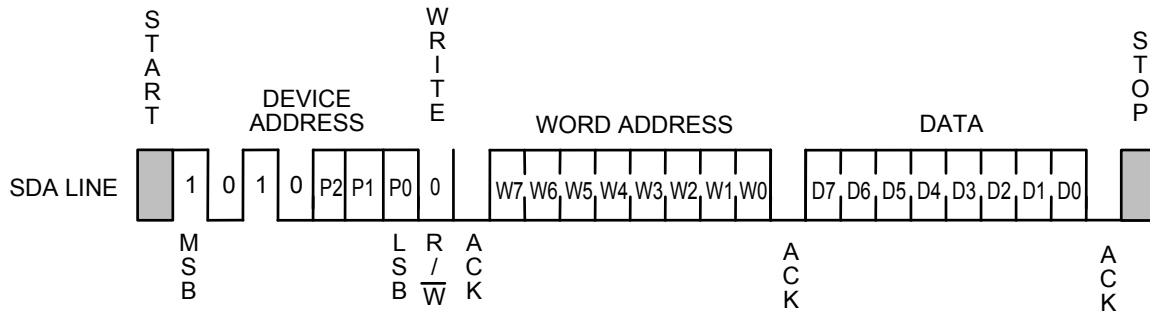 START
WRITE
STOP
DEVICE
ADDRESS
WORD ADDRESS
DATA
SDA LINE
1 0 1 0 P2 P1 P0 0 W7 W6 W5 W4 W3 W2 W1 W0 D7 D6 D5 D4 D3 D2 D1 D0
MSB
LSB
R/W
ACK
ACK
ACK